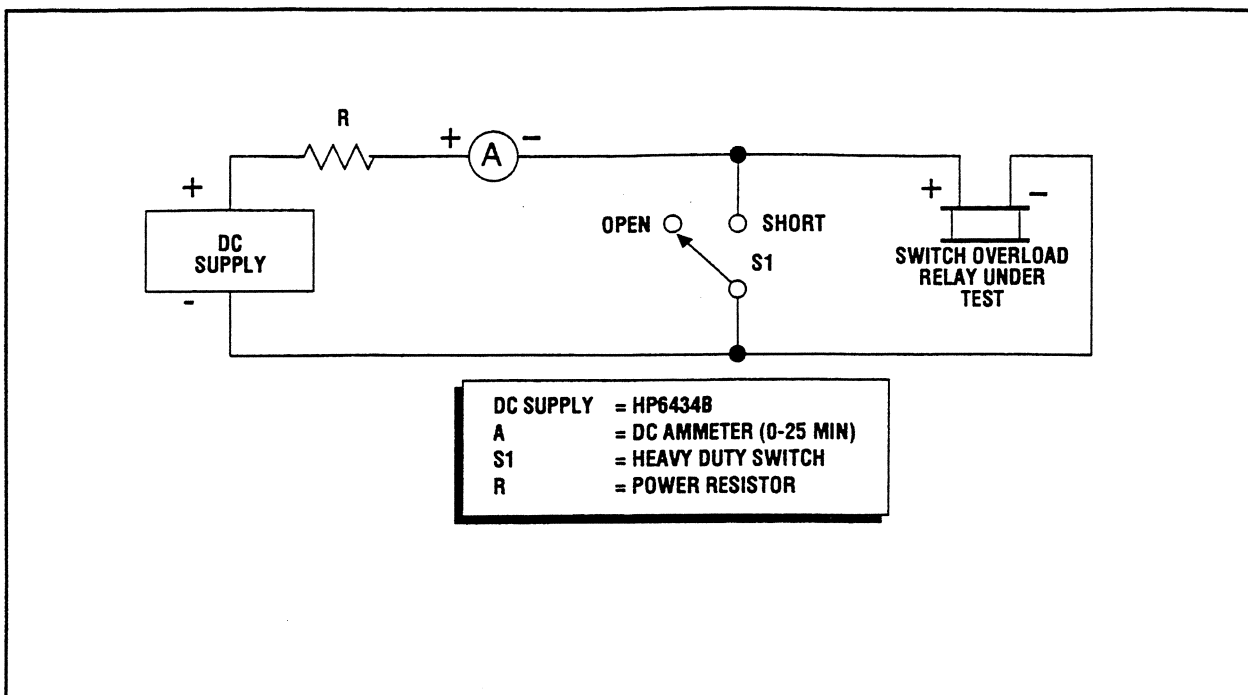 R
+ A -
+ DC SUPPLY -
OPEN SHORT
S1
+ -
SWITCH OVERLOAD
RELAY UNDER
TEST
DC SUPPLY = HP6434B
A = DC AMMETER (0-25 MIN)
S1 = HEAVY DUTY SWITCH
R = POWER RESISTOR